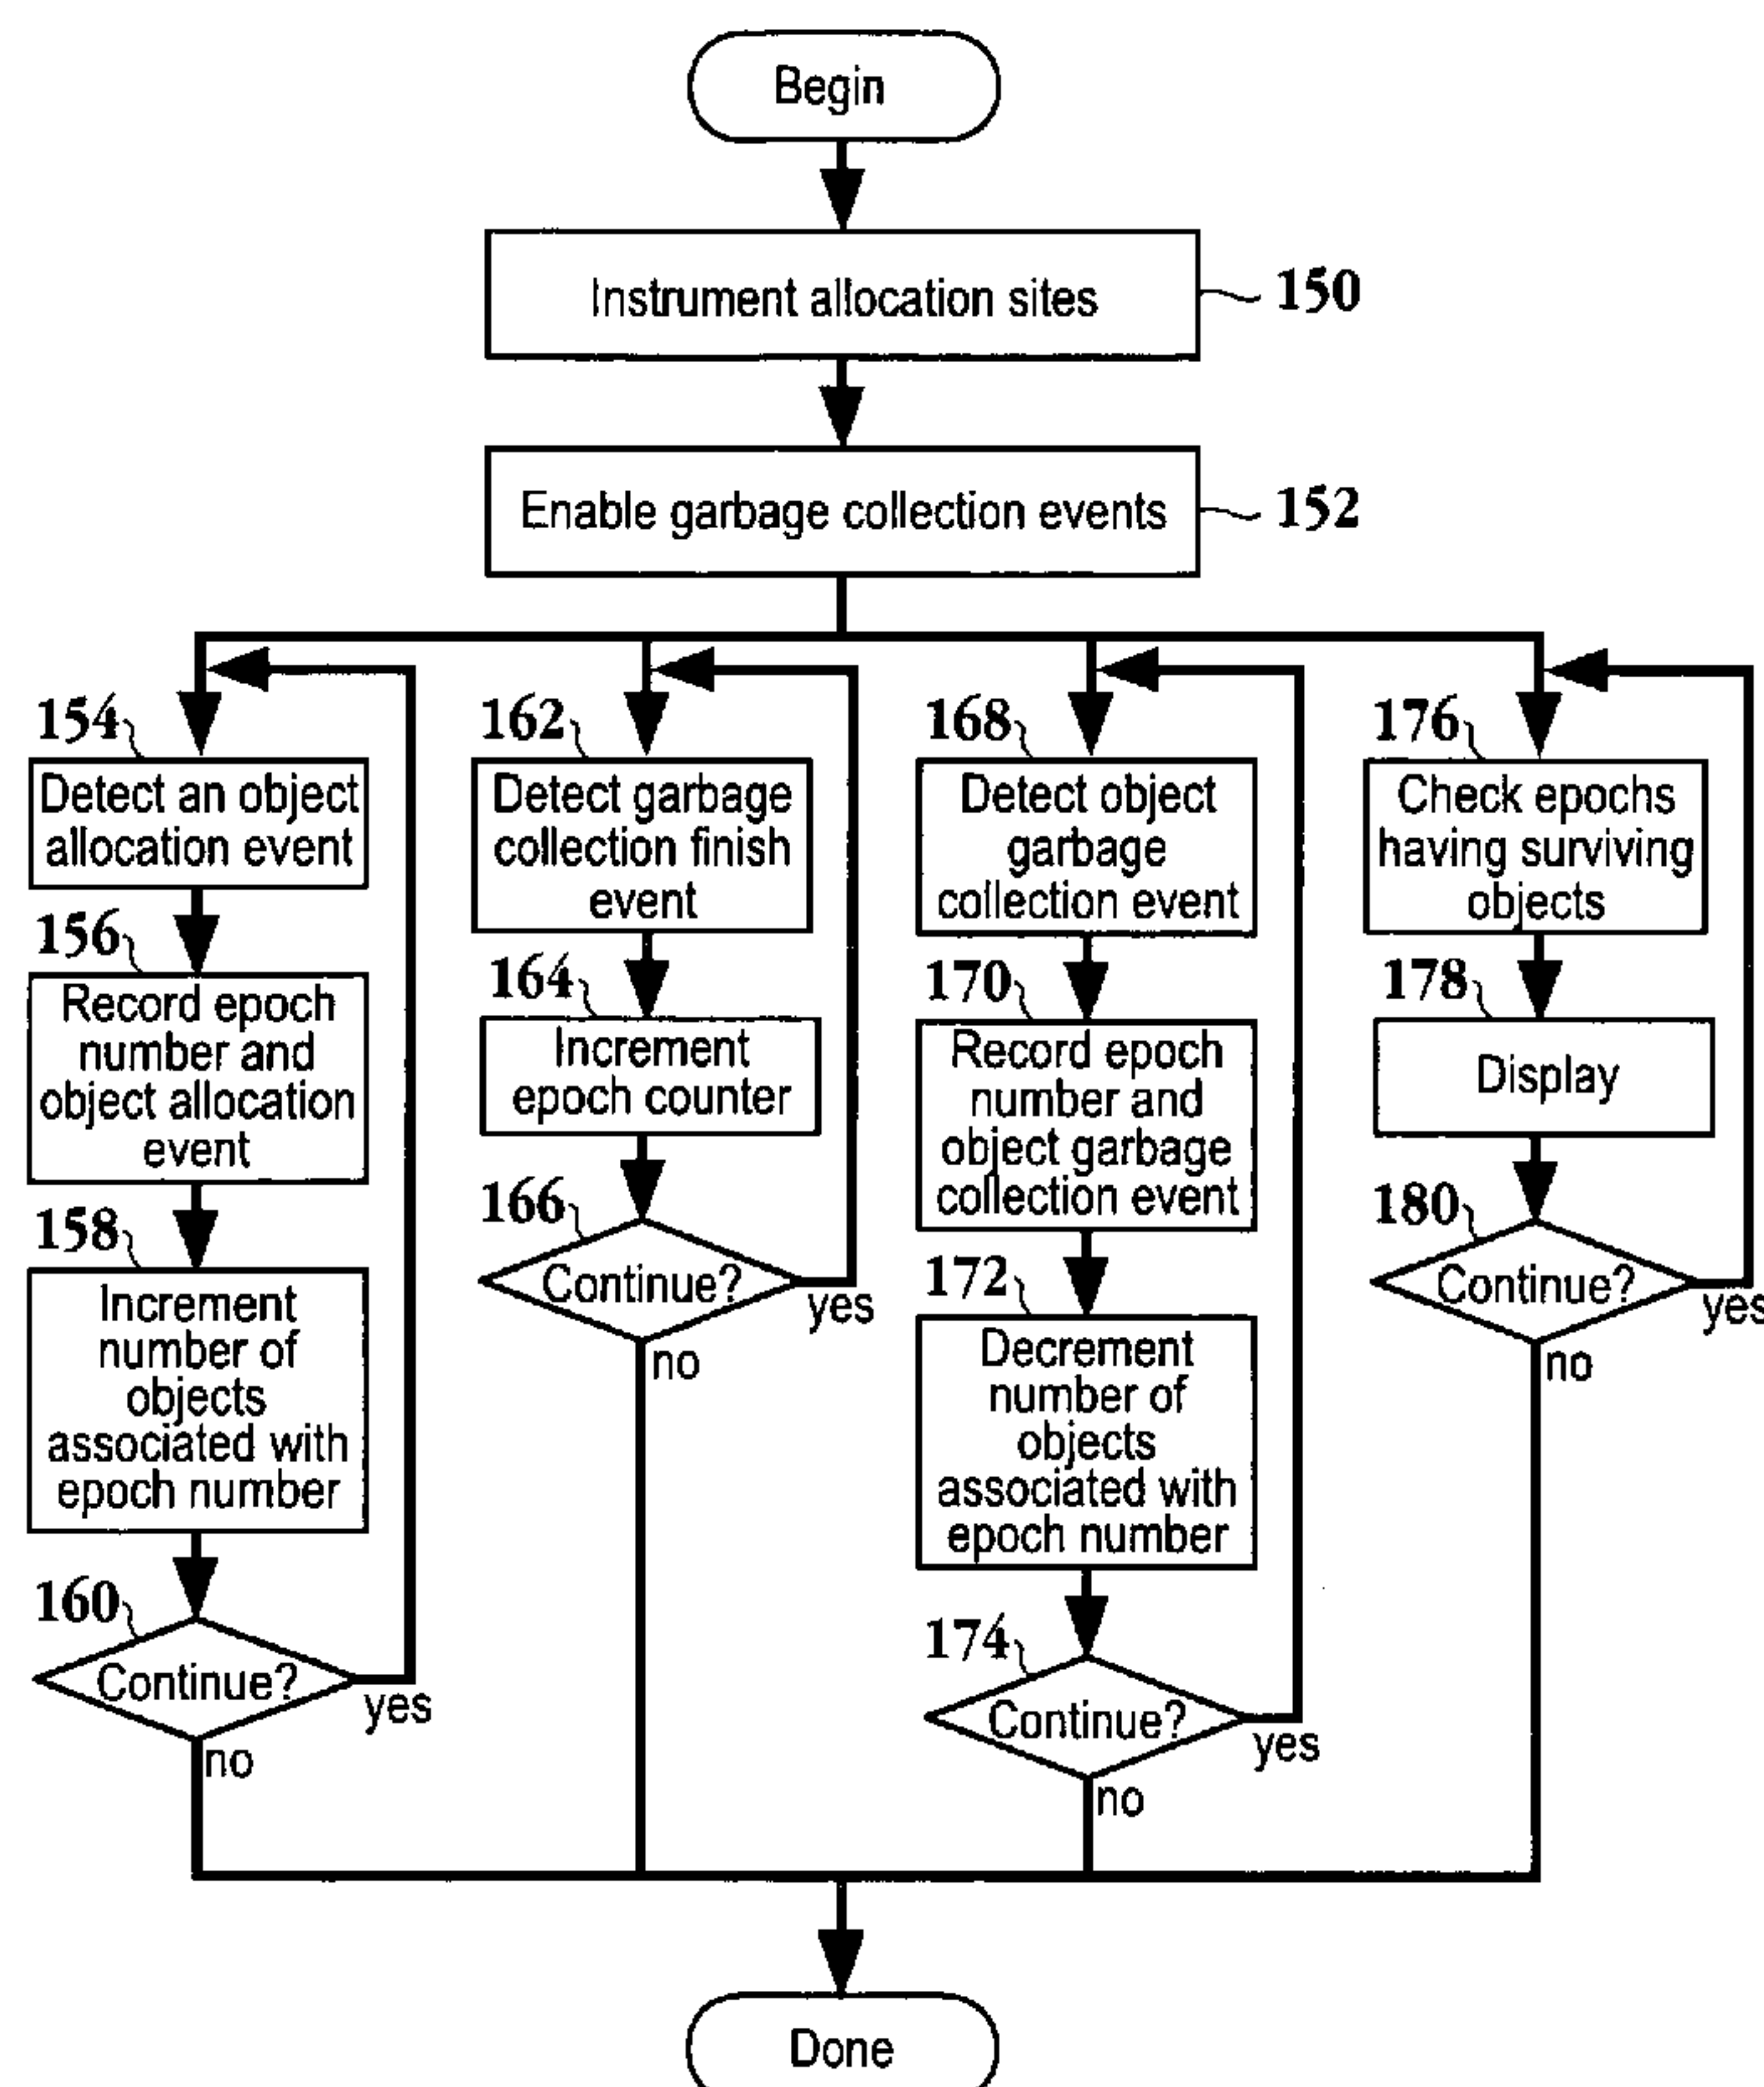 Begin
Instrument allocation sites
150
Enable garbage collection events
152
154
Detect an object
allocation event
156
Record epoch
number and
object allocation
event
158
Increment
number of
objects
associated with
epoch number
160
Continue?
yes
no
162
Detect garbage
collection finish
event
164
Increment
epoch counter
166
Continue?
yes
no
168
Detect object
garbage
collection event
170
Record epoch
number and
object garbage
collection event
172
Decrement
number of
objects
associated with
epoch number
174
Continue?
yes
no
176
Check epochs
having surviving
objects
178
Display
180
Continue?
yes
no
Done